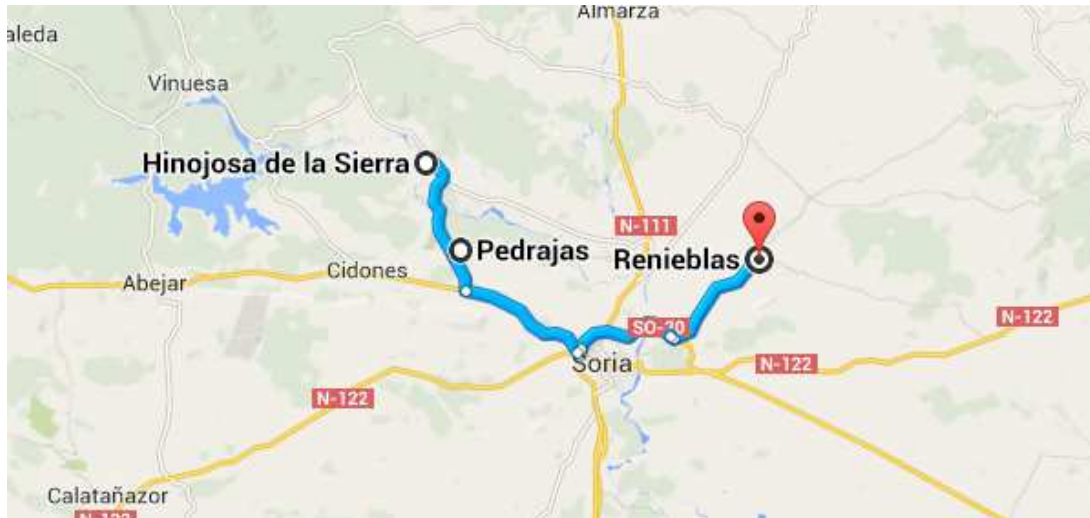 Almarza
aleda
Vinuesa
Hinojosa de la Sierra
N-111
Pedrajas
Renieblas
Cidones
Abejar
SO-20
N-122
Soria
N-122
N-122
Calatañazor
N-122